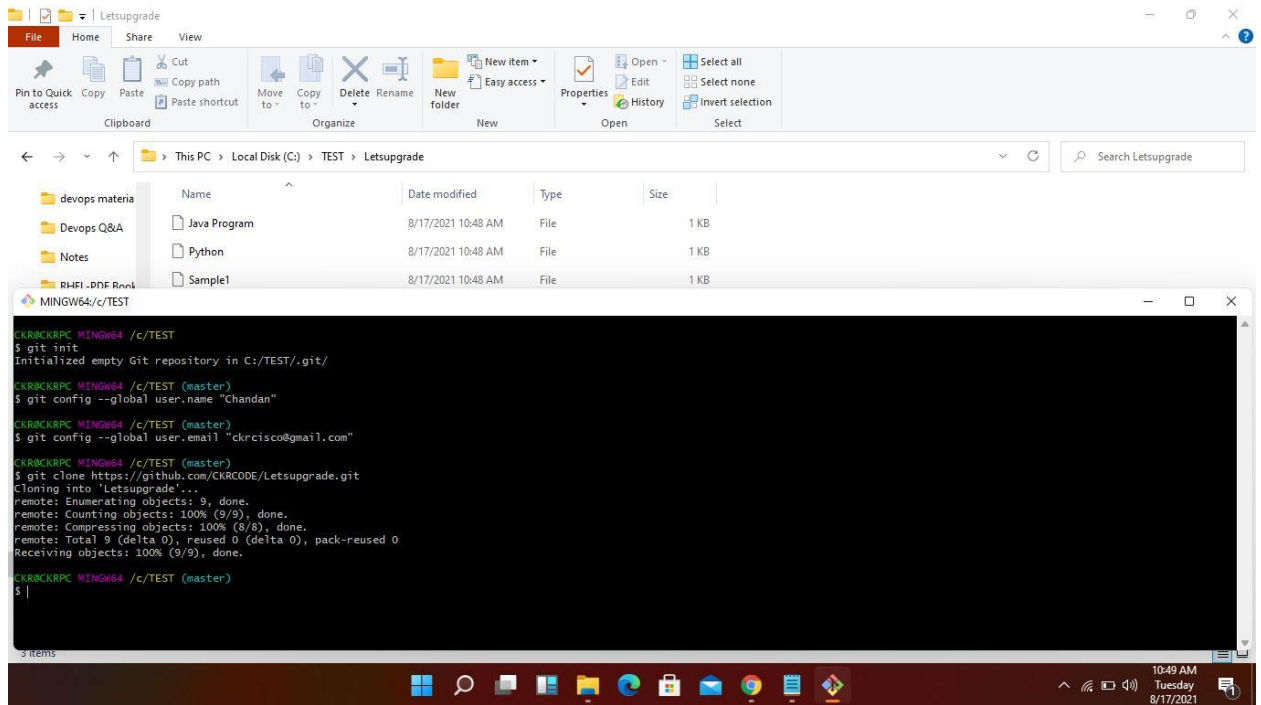 Letsupgrade
File Home Share View
Pin to Quick access
Copy
Paste
Cut
Copy path
Paste shortcut
Move to
Copy to
Delete
Rename
New folder
New item
Easy access
Properties
Open
Edit
History
Select all
Select none
Invert selection
Clipboard Organize New Open Select
This PC > Local Disk (C:) > TEST > Letsupgrade
Search Letsupgrade
devops materia
Devops Q&A
Notes
RHEL-PDF Book
Name Date modified Type Size
Java Program 8/17/2021 10:48 AM File 1 KB
Python 8/17/2021 10:48 AM File 1 KB
Sample1 8/17/2021 10:48 AM File 1 KB
MINGW64:/c/TEST
CKR@CKRPC MINGW64 /c/TEST
$ git init
Initialized empty Git repository in C:/TEST/.git/
CKR@CKRPC MINGW64 /c/TEST (master)
$ git config --global user.name "Chandan"
CKR@CKRPC MINGW64 /c/TEST (master)
$ git config --global user.email "ckrcisco@gmail.com"
CKR@CKRPC MINGW64 /c/TEST (master)
$ git clone https://github.com/CKRCODE/Letsupgrade.git
Cloning into 'Letsupgrade'...
remote: Enumerating objects: 9, done.
remote: Counting objects: 100% (9/9), done.
remote: Compressing objects: 100% (8/8), done.
remote: Total 9 (delta 0), reused 0 (delta 0), pack-reused 0
Receiving objects: 100% (9/9), done.
CKR@CKRPC MINGW64 /c/TEST (master)
$
3 items
10:49 AM
Tuesday
8/17/2021
1